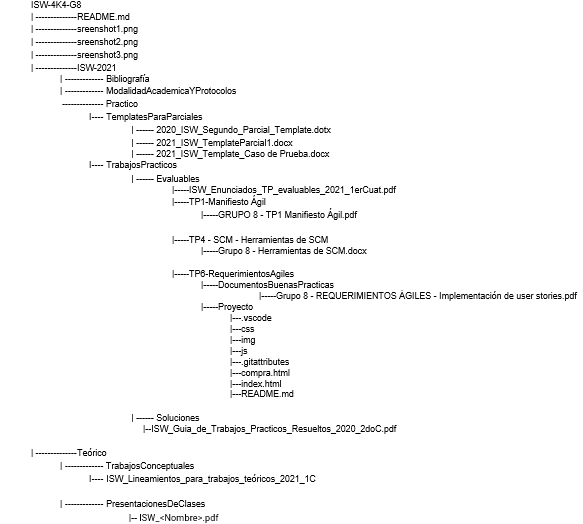 ISW-4K4-G8
| --------------README.md
| --------------sreenshot1.png
| --------------sreenshot2.png
| --------------sreenshot3.png
| --------------ISW-2021
| ------------- Bibliografía
| ------------- ModalidadAcademicaYProtocolos
-------------- Practico
|---- TemplatesParaParciales
| ------ 2020_ISW_Segundo_Parcial_Template.dotx
| ------ 2021_ISW_TemplateParcial1.docx
| ------ 2021_ISW_Template_Caso de Prueba.docx
|---- TrabajosPracticos
| ------ Evaluables
|-----ISW_Enunciados_TP_evaluables_2021_1erCuat.pdf
|-----TP1-Manifiesto Ágil
|-----GRUPO 8 - TP1 Manifiesto Ágil.pdf
|-----TP4 - SCM - Herramientas de SCM
|-----Grupo 8 - Herramientas de SCM.docx
|-----TP6-RequerimientosAgiles
|-----DocumentosBuenasPracticas
|-----Grupo 8 - REQUERIMIENTOS ÁGILES - Implementación de user stories.pdf
|-----Proyecto
|---.vscode
|---css
|---img
|---js
|---.gitattributes
|---compra.html
|---index.html
|---README.md
| ------ Soluciones
|--ISW_Guia_de_Trabajos_Practicos_Resueltos_2020_2doC.pdf
| --------------Teórico
| ------------- TrabajosConceptuales
|---- ISW_Lineamientos_para_trabajos_teóricos_2021_1C
| ------------- PresentacionesDeClases
|-- ISW_<Nombre>.pdf